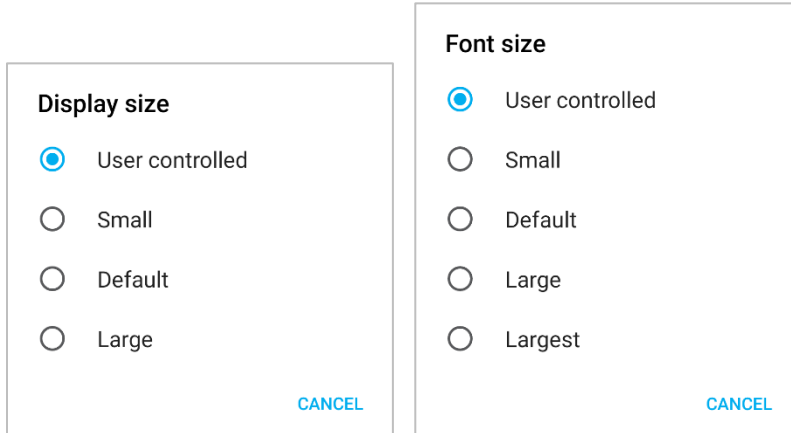 Display size
User controlled
Small
Default
Large
CANCEL
Font size
User controlled
Small
Default
Large
Largest
CANCEL